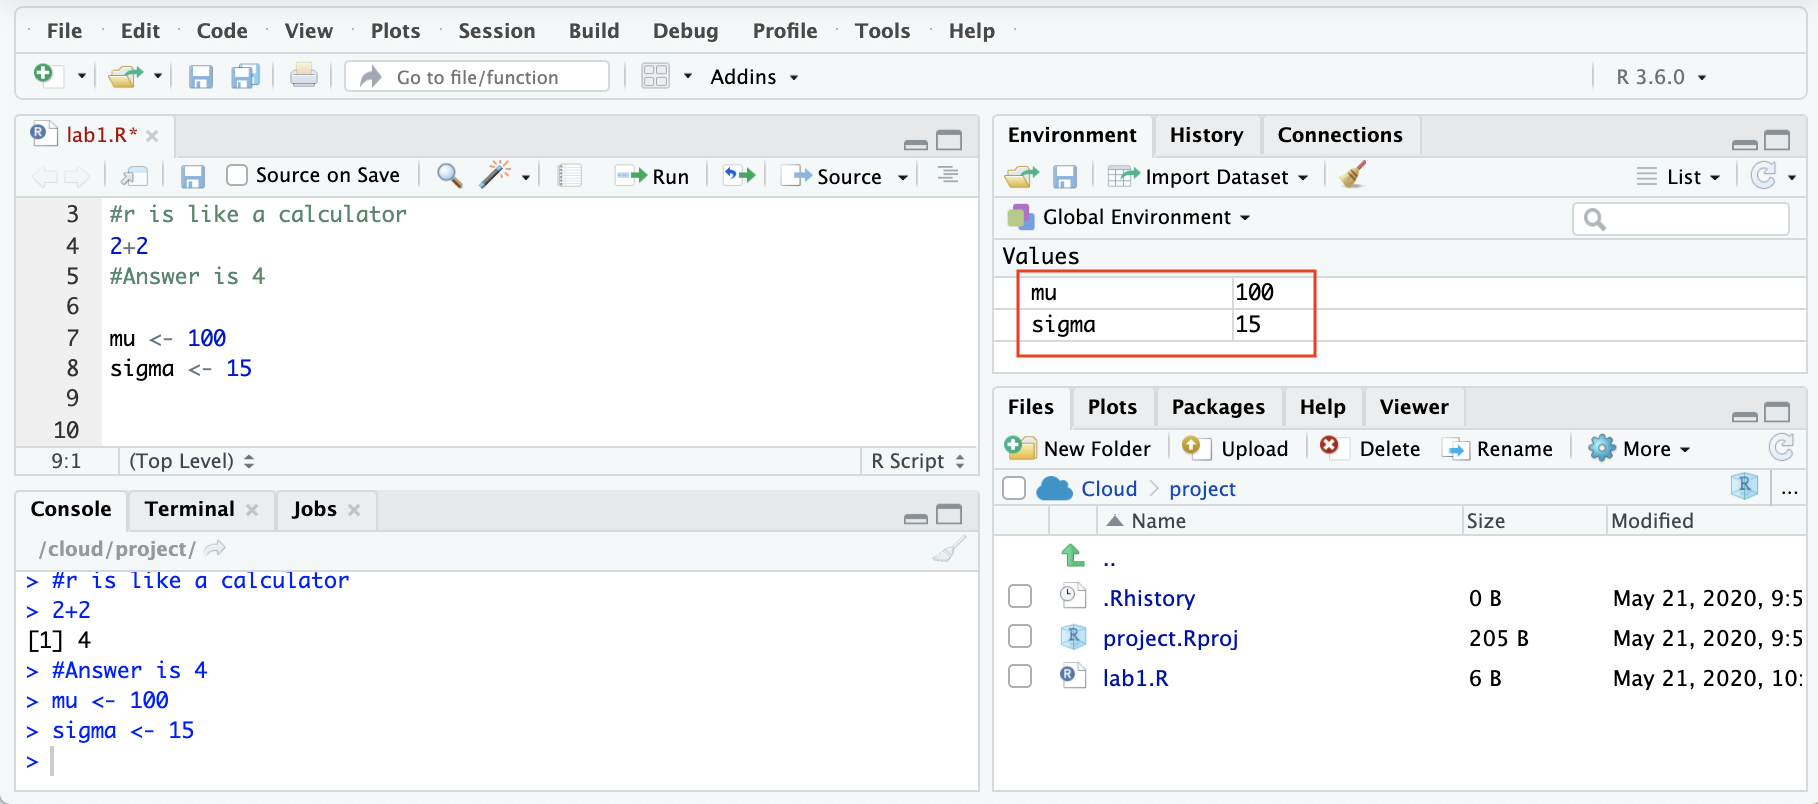 File Edit Code View Plots Session Build Debug Profile Tools Help
Go to file/function Addins R 3.6.0
lab1.R*
Source on Save Run Source
3 #r is like a calculator
4 2+2
5 #Answer is 4
6
7 mu <- 100
8 sigma <- 15
9
10
9:1 (Top Level) R Script
Console Terminal Jobs
/cloud/project/
> #r is like a calculator
> 2+2
[1] 4
> #Answer is 4
> mu <- 100
> sigma <- 15
>
Environment History Connections
Import Dataset List
Global Environment
Values
mu 100
sigma 15
Files Plots Packages Help Viewer
New Folder Upload Delete Rename More
Cloud project ...
Name Size Modified
..
.Rhistory 0 B May 21, 2020, 9:5
project.Rproj 205 B May 21, 2020, 9:5
lab1.R 6 B May 21, 2020, 10: